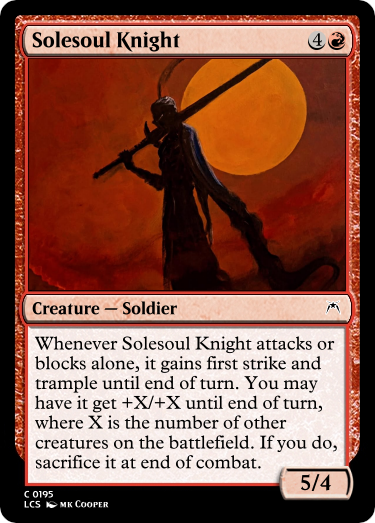 Solesoul Knight 4
Creature — Soldier
Whenever Solesoul Knight attacks or
blocks alone, it gains first strike and
trample until end of turn. You may
have it get +X/+X until end of turn,
where X is the number of other
creatures on the battlefield. If you do,
sacrifice it at end of combat.
5/4
C 0195
LCS MK COOPER